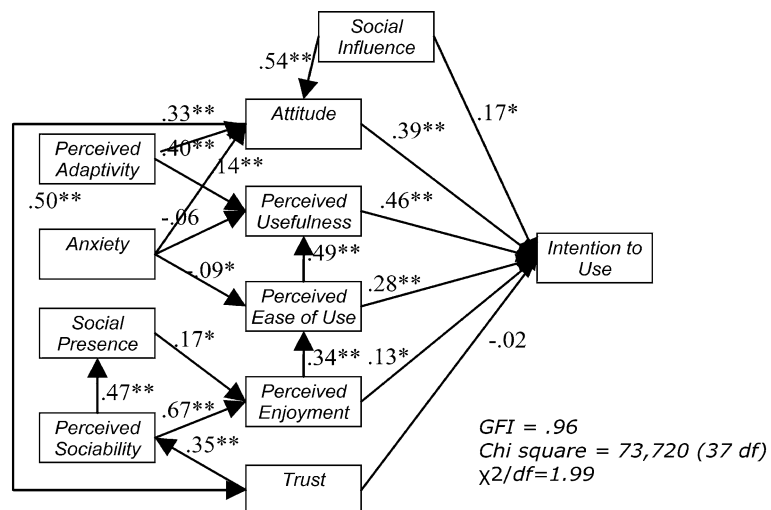 Social
Influence
.54**
.33**
Attitude
.17*
.39**
Perceived
Adaptivity
.40**
.14**
.50**
-.06
Perceived
Usefulness
.46**
Anxiety
Intention to
Use
.49**
-.09*
Perceived
Ease of Use
.28**
Social
Presence
.17*
.34**
.13*
-.02
.47**
.67**
Perceived
Enjoyment
Perceived
Sociability
.35**
Trust
GFI = .96
Chi square = 73,720 (37 df)
χ2/df=1.99